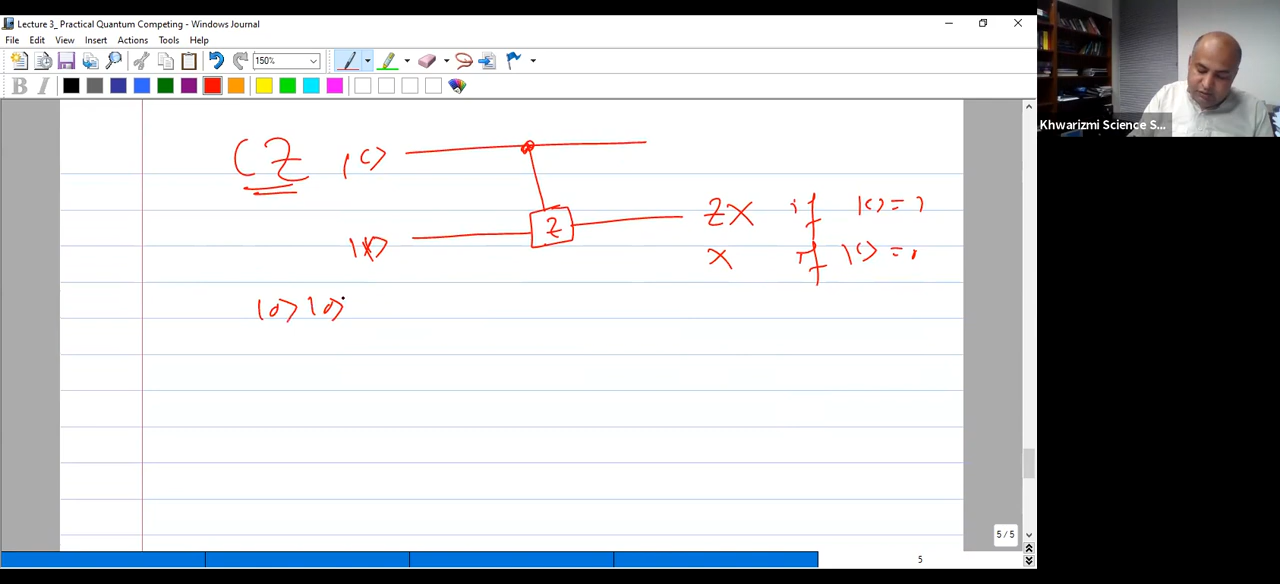 Lecture 3_ Practical Quantum Competing - Windows Journal
File Edit View Insert Actions Tools Help
150%
B I
Khwarizmi Science S...
CZ |C>
Z
ZX if |C> = 1
|X>
X if |C> = 0
|0>|0>
5 / 5
5